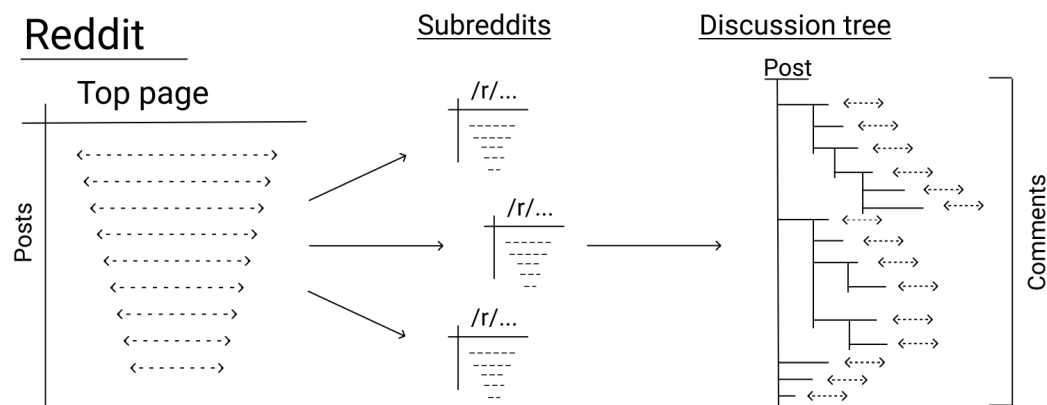 Reddit
Top page
Posts
Subreddits
/r/...
/r/...
/r/...
Discussion tree
Post
Comments